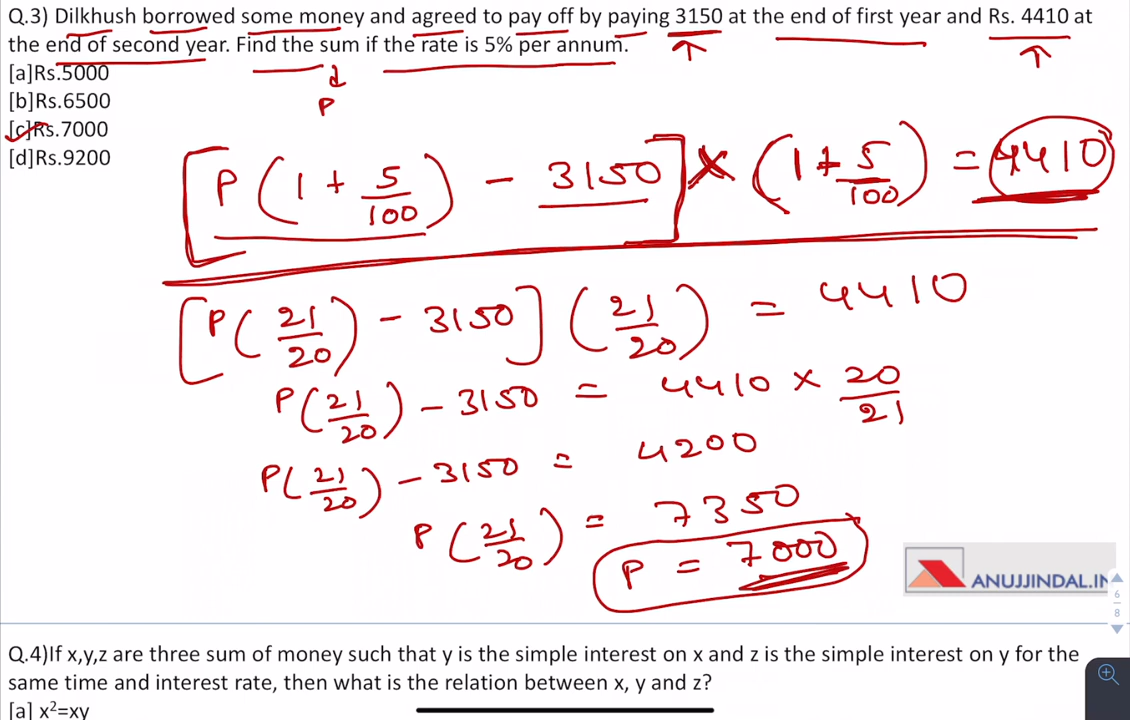 Q.3) Dilkhush borrowed some money and agreed to pay off by paying 3150 at the end of first year and Rs. 4410 at
the end of second year. Find the sum if the rate is 5% per annum.
[a]Rs.5000
[b]Rs.6500
[c]Rs.7000
[d]Rs.9200
P
[P(1 + 5/100) - 3150] × (1 + 5/100) = 4410
[P(21/20) - 3150] (21/20) = 4410
P(21/20) - 3150 = 4410 × 20/21
P(21/20) - 3150 = 4200
P(21/20) = 7350
P = 7000
ANUJJINDAL.IN
6
8
Q.4)If x,y,z are three sum of money such that y is the simple interest on x and z is the simple interest on y for the
same time and interest rate, then what is the relation between x, y and z?
[a] x²=xy